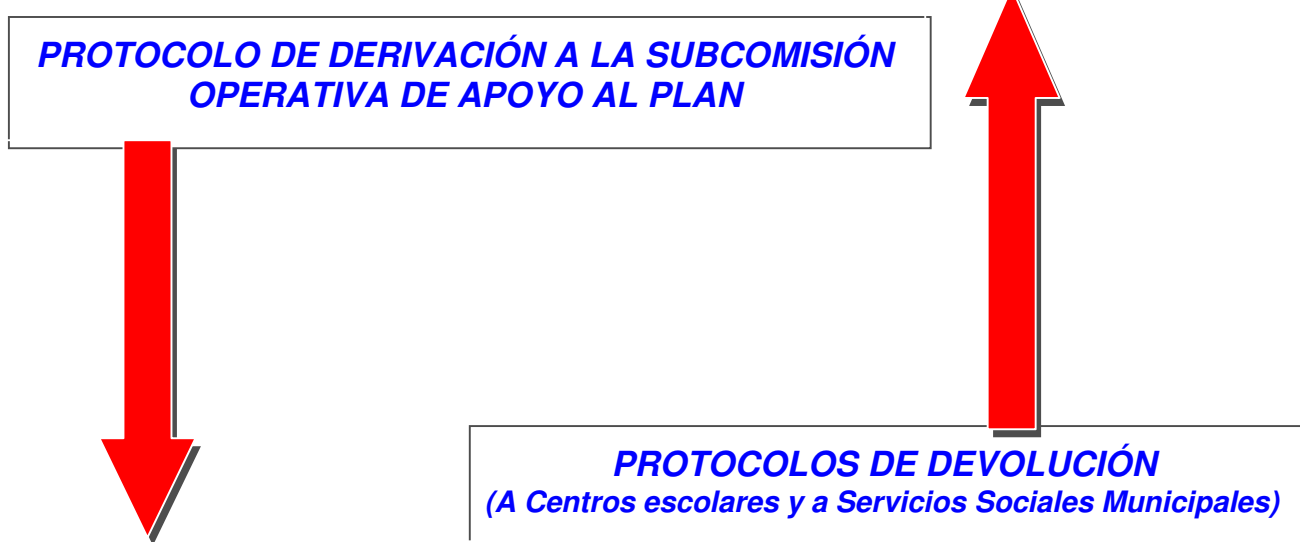 PROTOCOLO DE DERIVACIÓN A LA SUBCOMISIÓN
OPERATIVA DE APOYO AL PLAN
PROTOCOLOS DE DEVOLUCIÓN
(A Centros escolares y a Servicios Sociales Municipales)